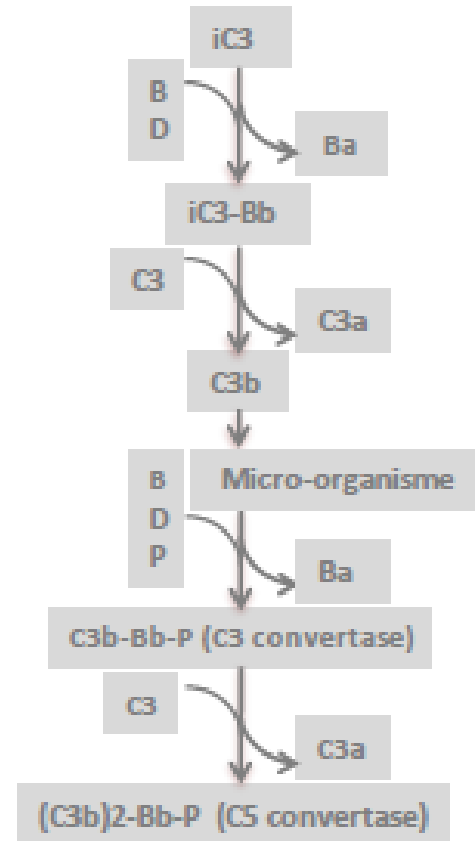 iC3
B
D
Ba
iC3-Bb
C3
C3a
C3b
Micro-organisme
B
D
P
Ba
C3b-Bb-P (C3 convertase)
C3
C3a
(C3b)2-Bb-P (C5 convertase)